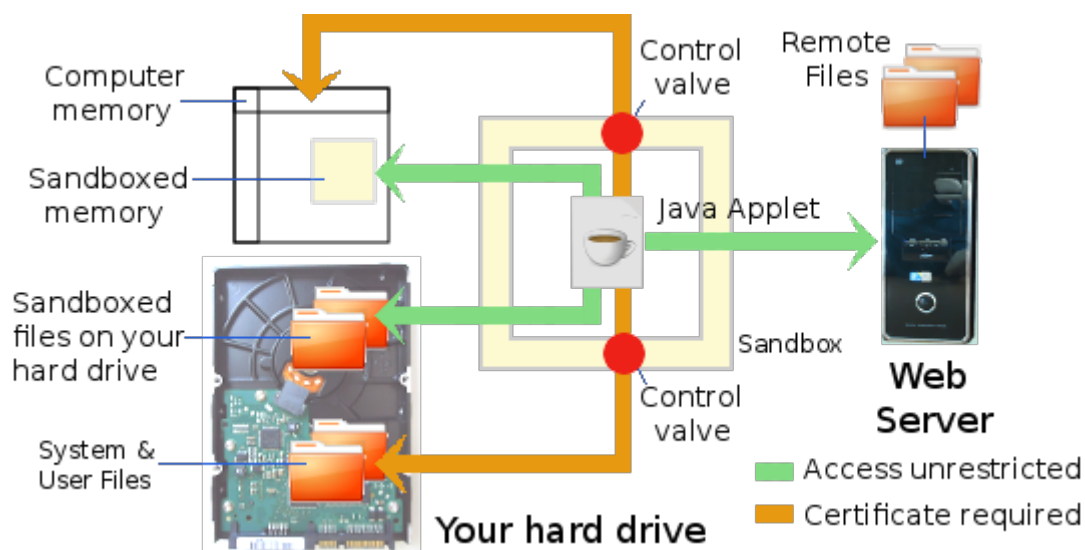 Computer
memory
Control
valve
Remote
Files
Sandboxed
memory
Java Applet
Sandboxed
files on your
hard drive
Sandbox
Control
valve
Web
Server
System &
User Files
Access unrestricted
Certificate required
Your hard drive